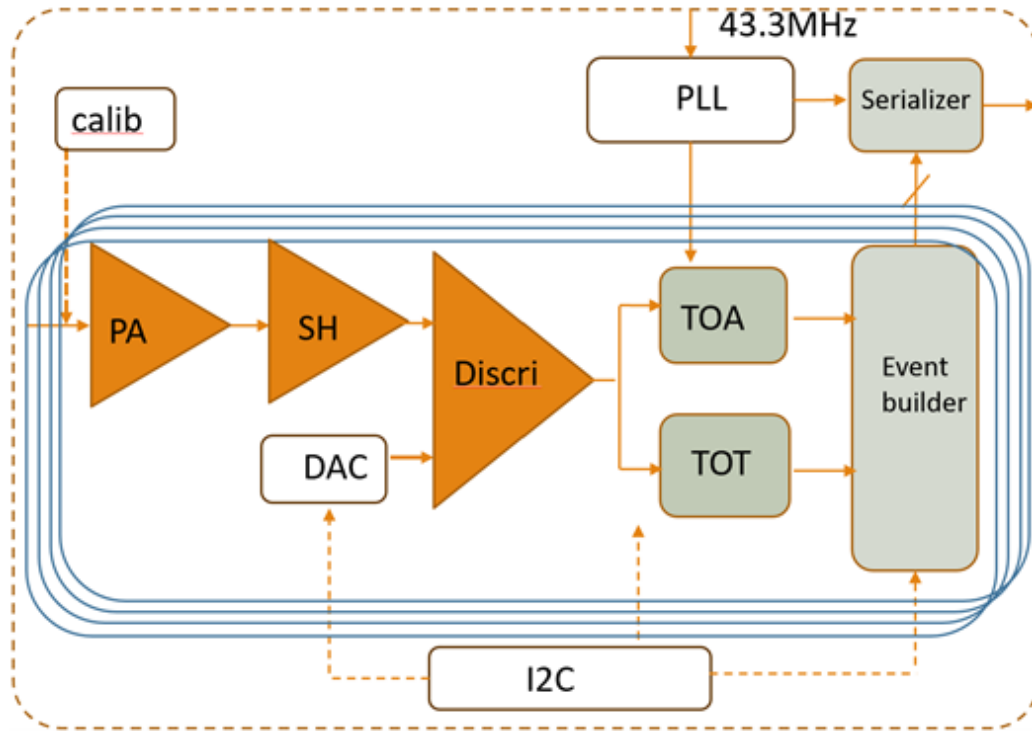 43.3MHz
PLL
Serializer
calib
PA
SH
Discri
TOA
Event
builder
DAC
TOT
I2C